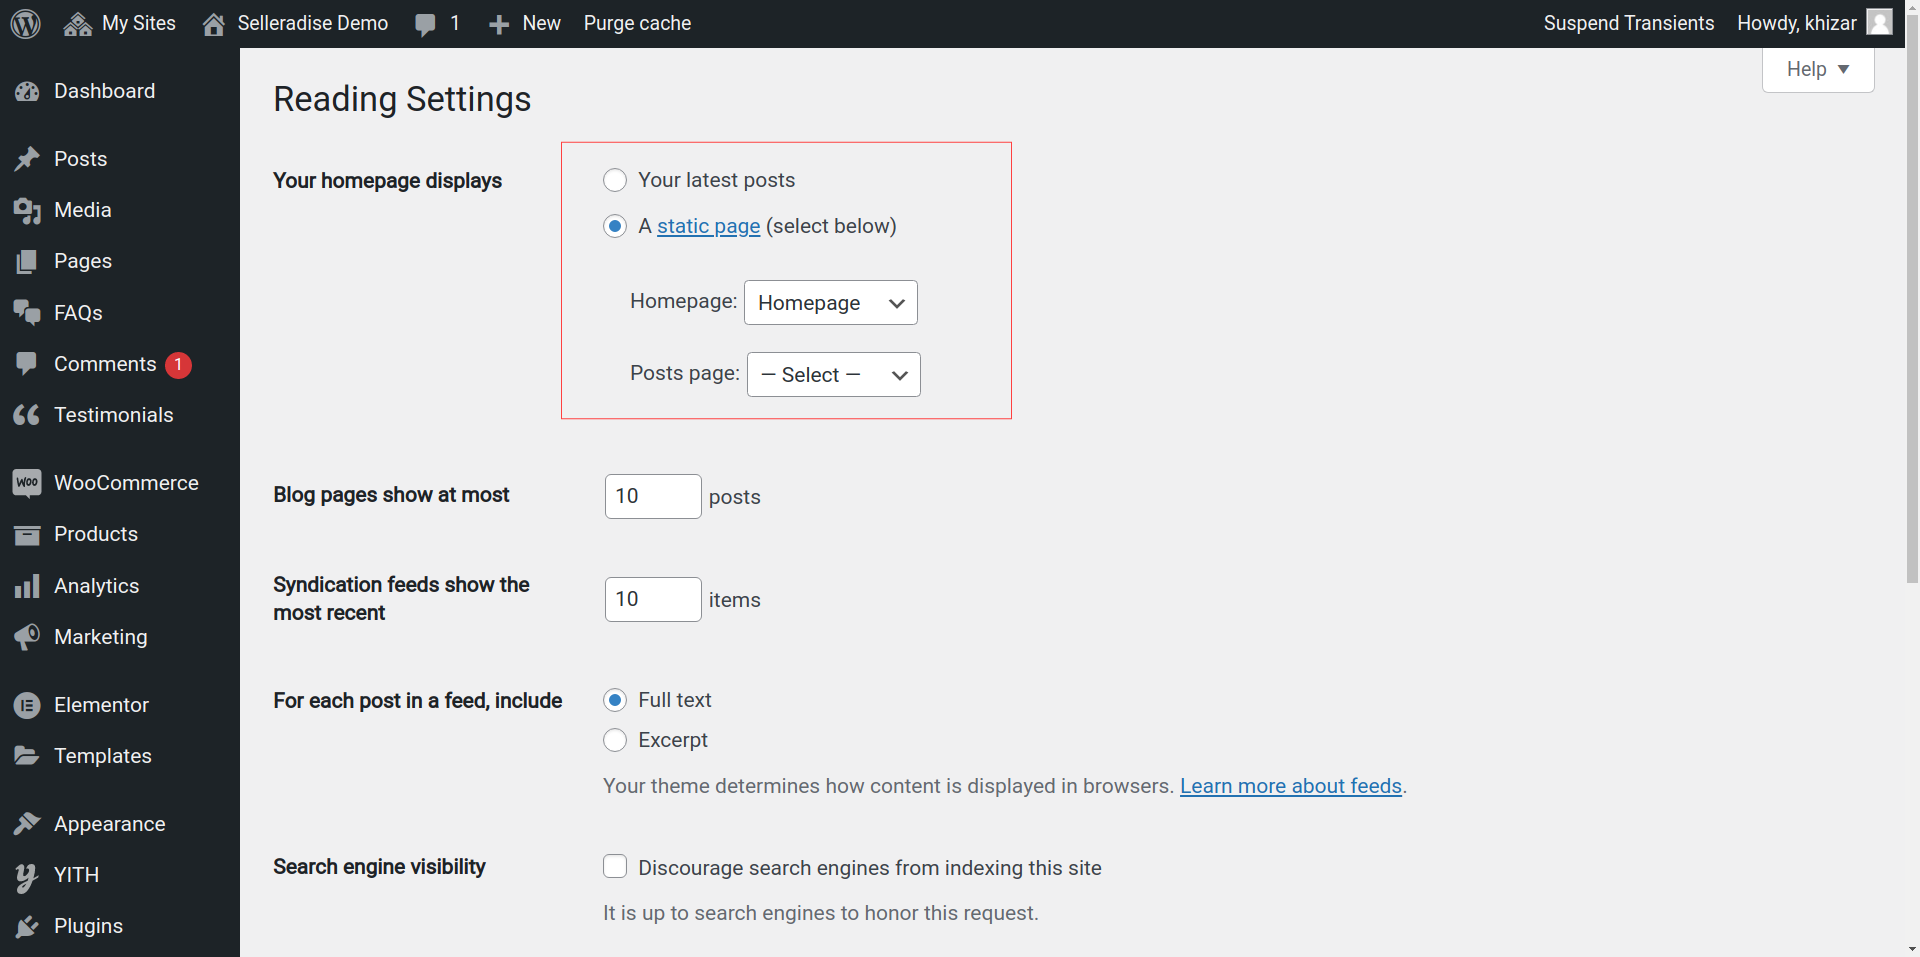 My Sites
Selleradise Demo
1
New
Purge cache
Suspend Transients
Howdy, khizar
Dashboard
Posts
Media
Pages
FAQs
Comments 1
Testimonials
Woo WooCommerce
Products
Analytics
Marketing
Elementor
Templates
Appearance
YITH
Plugins
Help
Reading Settings
Your homepage displays
Your latest posts
A static page (select below)
Homepage: Homepage
Posts page: — Select —
Blog pages show at most
10 posts
Syndication feeds show the
most recent
10 items
For each post in a feed, include
Full text
Excerpt
Your theme determines how content is displayed in browsers. Learn more about feeds.
Search engine visibility
Discourage search engines from indexing this site
It is up to search engines to honor this request.